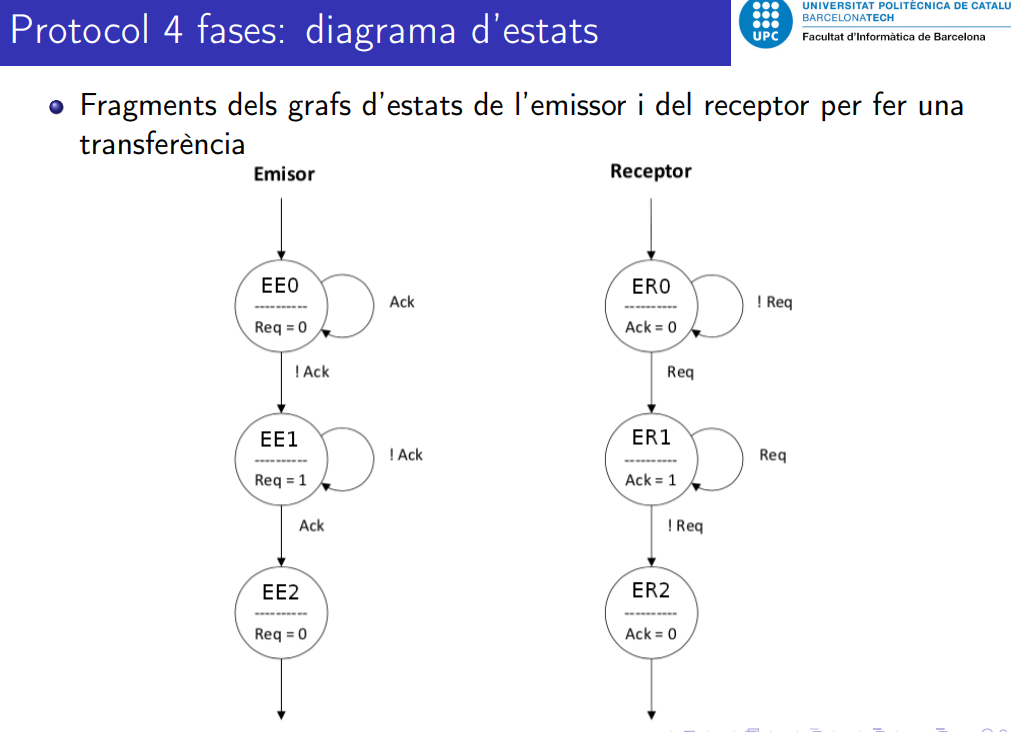 Protocol 4 fases: diagrama d'estats
UNIVERSITAT POLITÈCNICA DE CATALU
BARCELONATECH
Facultat d'Informàtica de Barcelona
UPC
Fragments dels grafs d'estats de l'emissor i del receptor per fer una
transferència
Emisor
Receptor
EE0
----------
Req = 0
Ack
! Ack
EE1
----------
Req = 1
! Ack
Ack
EE2
----------
Req = 0
ER0
----------
Ack = 0
! Req
Req
ER1
----------
Ack = 1
Req
! Req
ER2
----------
Ack = 0